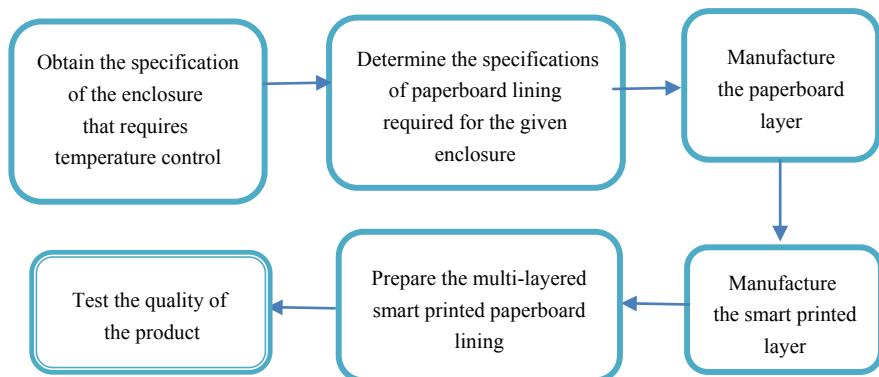 Obtain the specification
of the enclosure
that requires
temperature control
Determine the specifications
of paperboard lining
required for the given
enclosure
Manufacture
the paperboard
layer
Manufacture
the smart printed
layer
Prepare the multi-layered
smart printed paperboard
lining
Test the quality of
the product